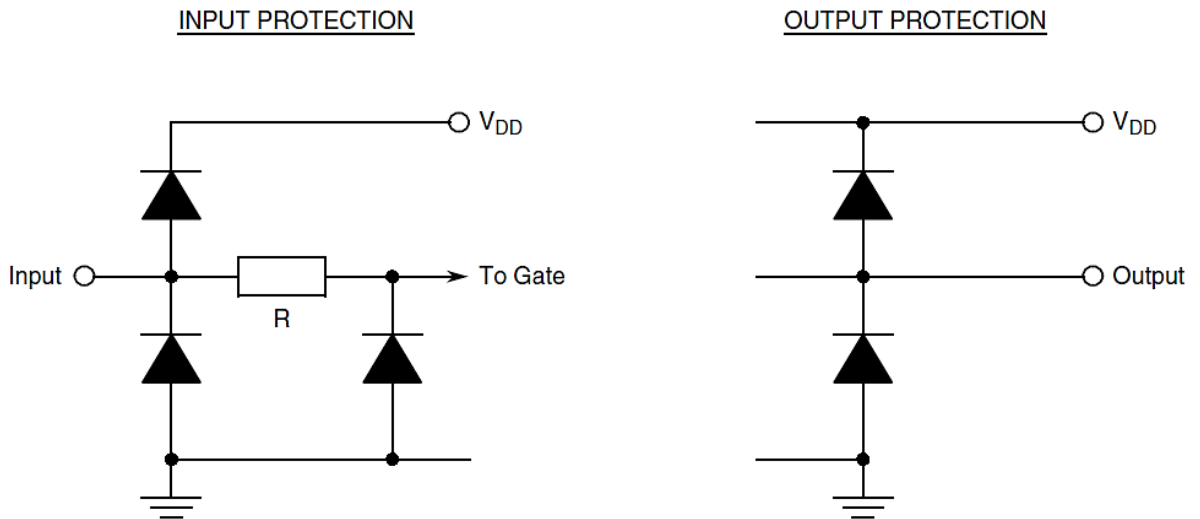 INPUT PROTECTION
OUTPUT PROTECTION
VDD
VDD
Input
To Gate
Output
R